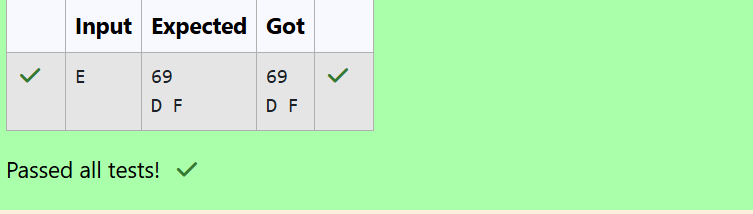 Input Expected Got
E 69 69
D F D F
Passed all tests!